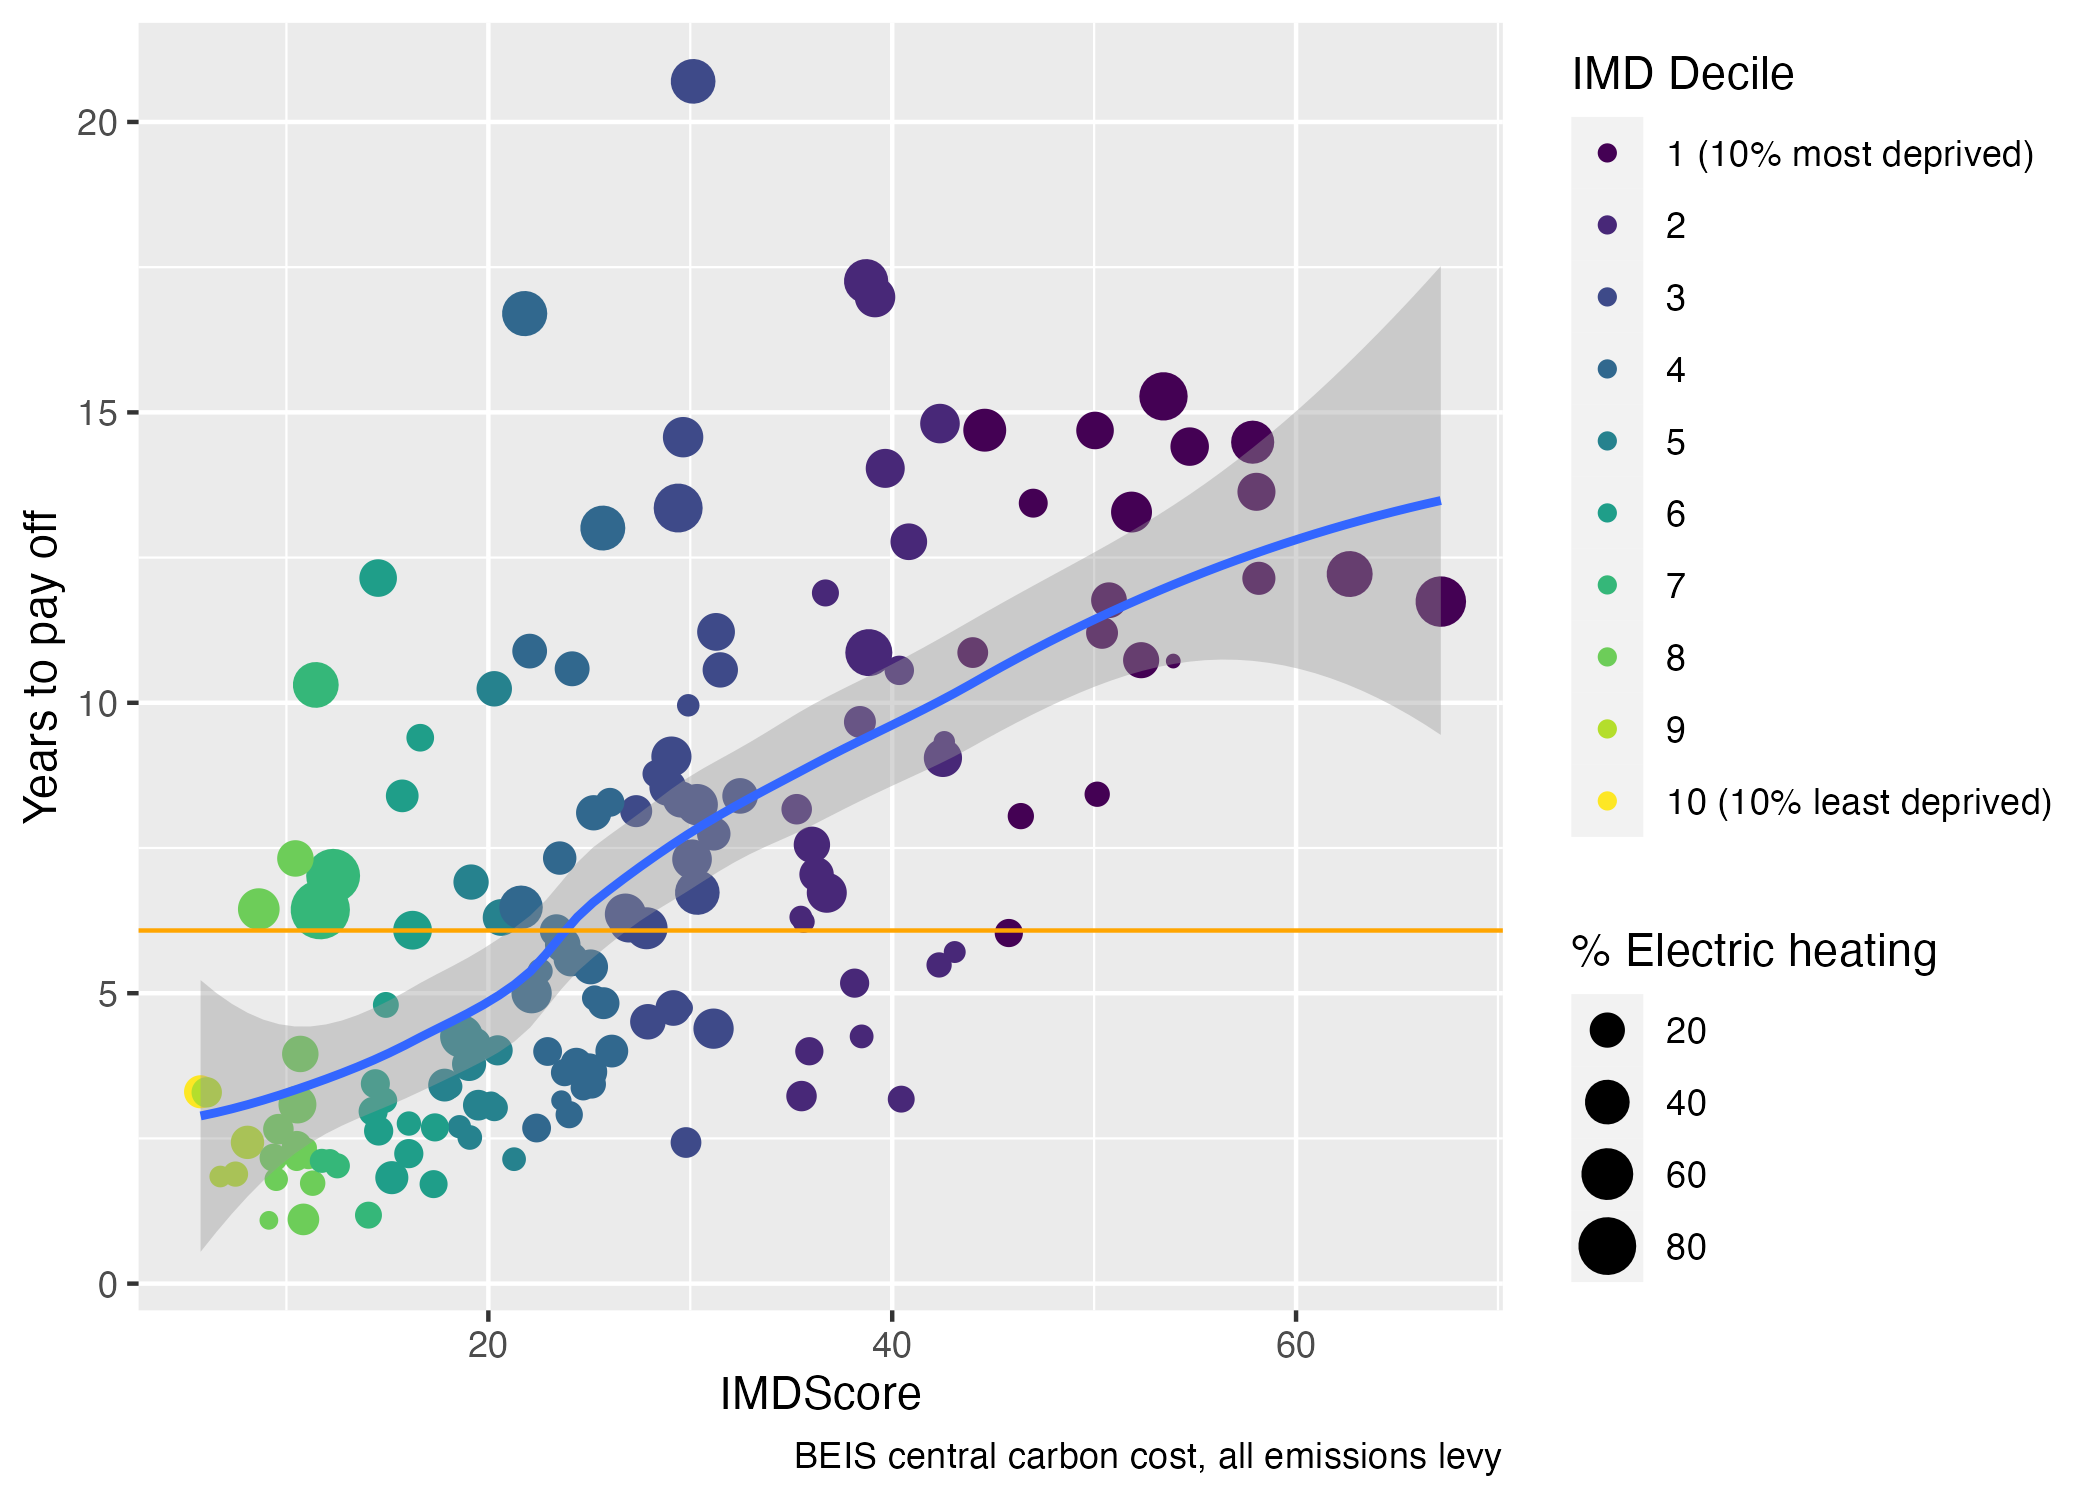 Years to pay off
20
15
10
5
0
20
40
60
IMDScore
BEIS central carbon cost, all emissions levy
IMD Decile
1 (10% most deprived)
2
3
4
5
6
7
8
9
10 (10% least deprived)
% Electric heating
20
40
60
80